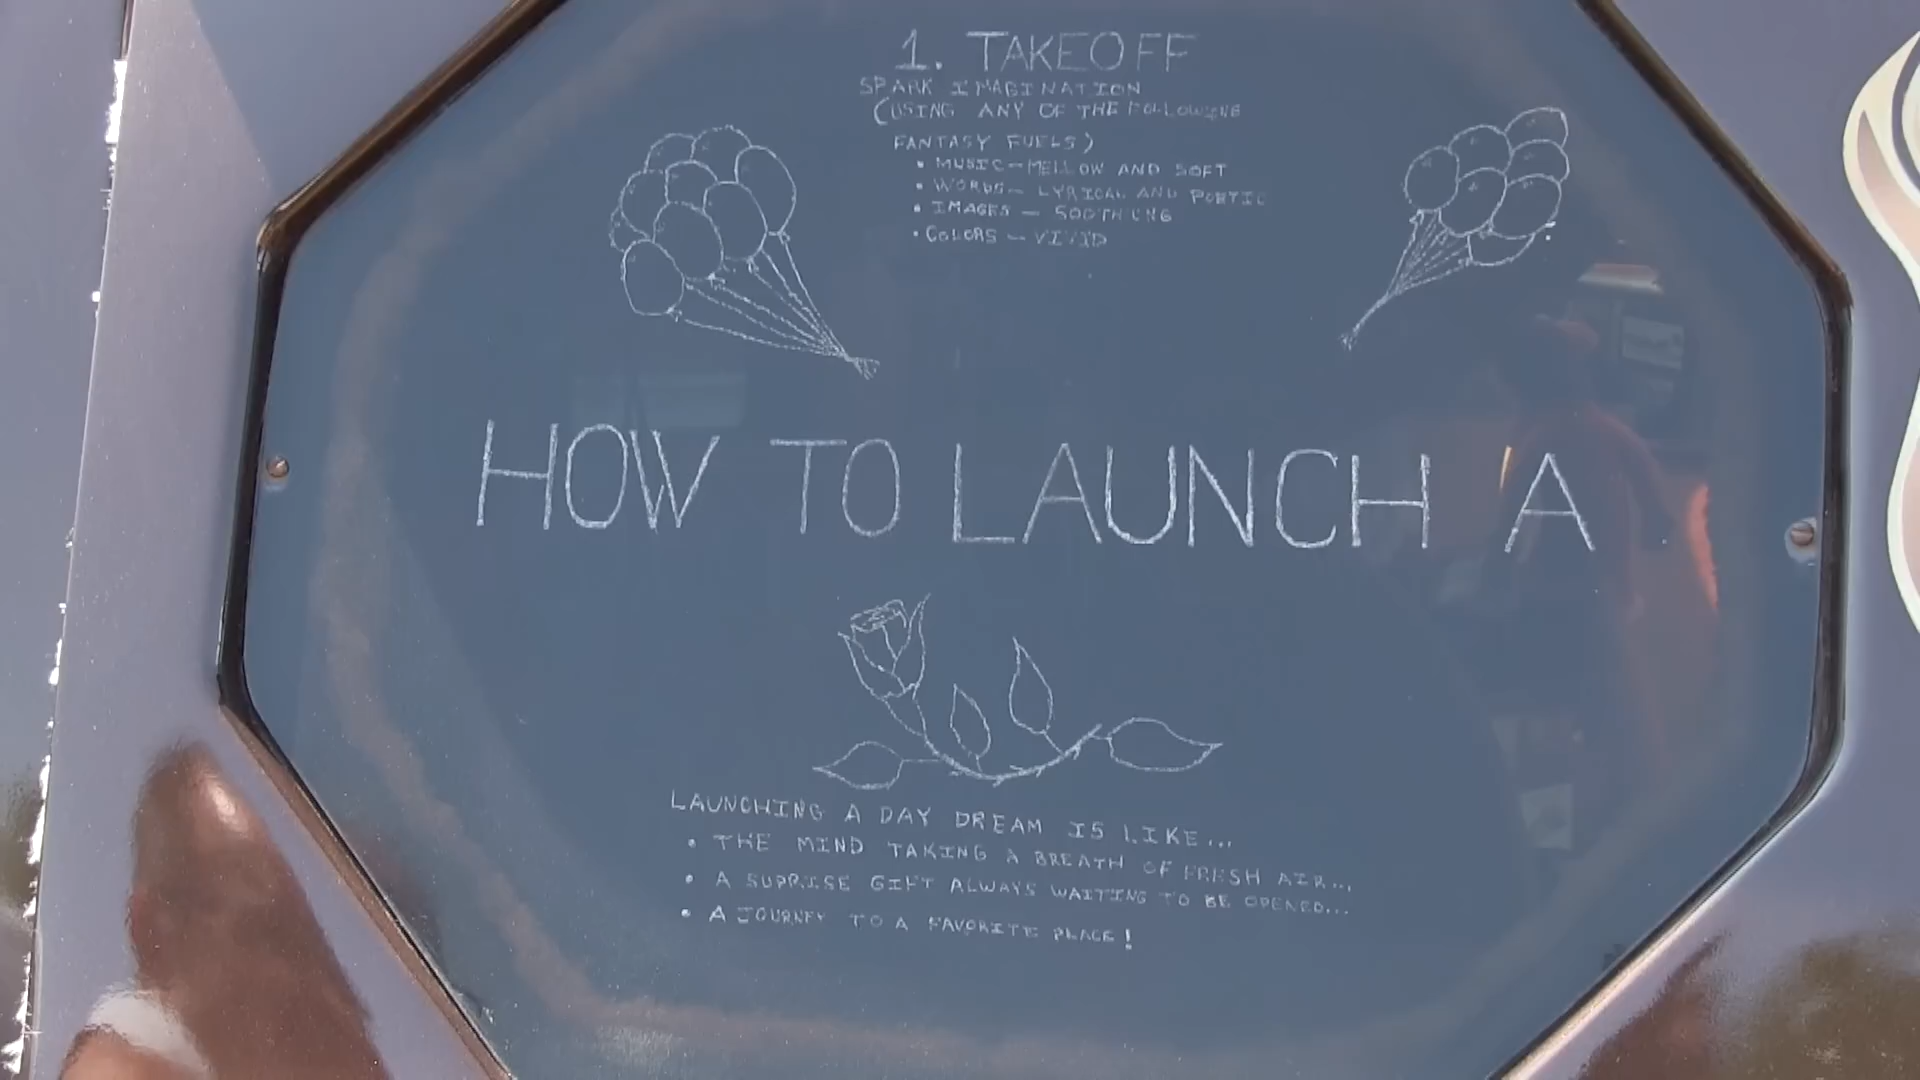 1. TAKEOFF
SPARK IMAGINATION
(USING ANY OF THE FOLLOWING
FANTASY FUELS)
• MUSIC — MELLOW AND SOFT
• WORDS — LYRICAL AND POETIC
• IMAGES — SOOTHING
• COLORS — VIVID
HOW TO LAUNCH A
LAUNCHING A DAY DREAM IS LIKE...
• THE MIND TAKING A BREATH OF FRESH AIR...
• A SUPRISE GIFT ALWAYS WAITING TO BE OPENED...
• A JOURNEY TO A FAVORITE PLACE!